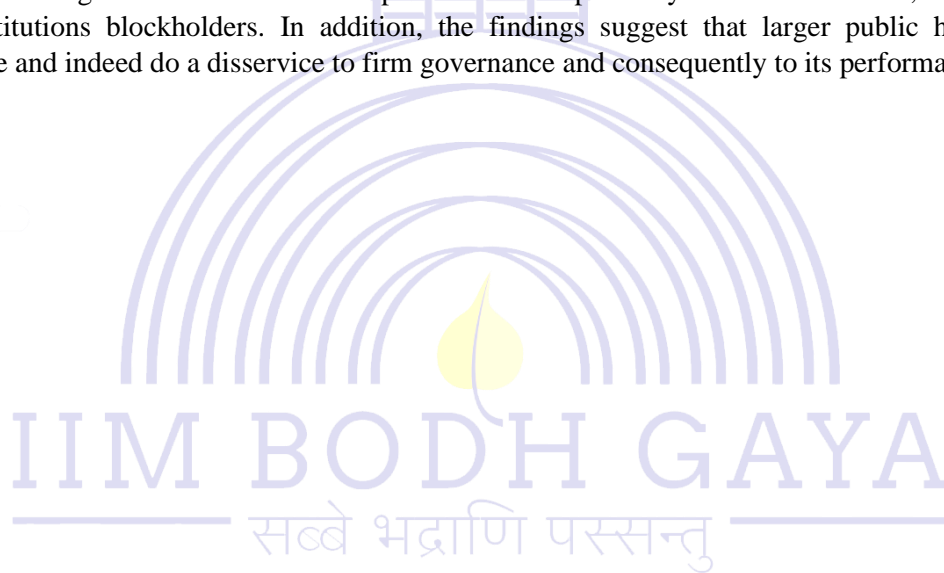 titutions blockholders. In addition, the findings suggest that larger public h
e and indeed do a disservice to firm governance and consequently to its performa
IIM BODH GAYA
सब्बे भद्राणि पस्सन्तु